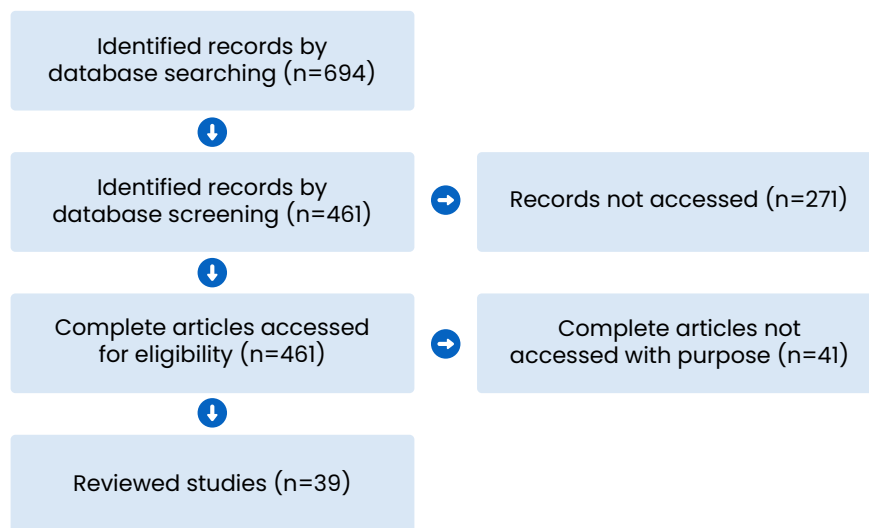 Identified records by
database searching (n=694)
Identified records by
database screening (n=461)
Records not accessed (n=271)
Complete articles accessed
for eligibility (n=461)
Complete articles not
accessed with purpose (n=41)
Reviewed studies (n=39)